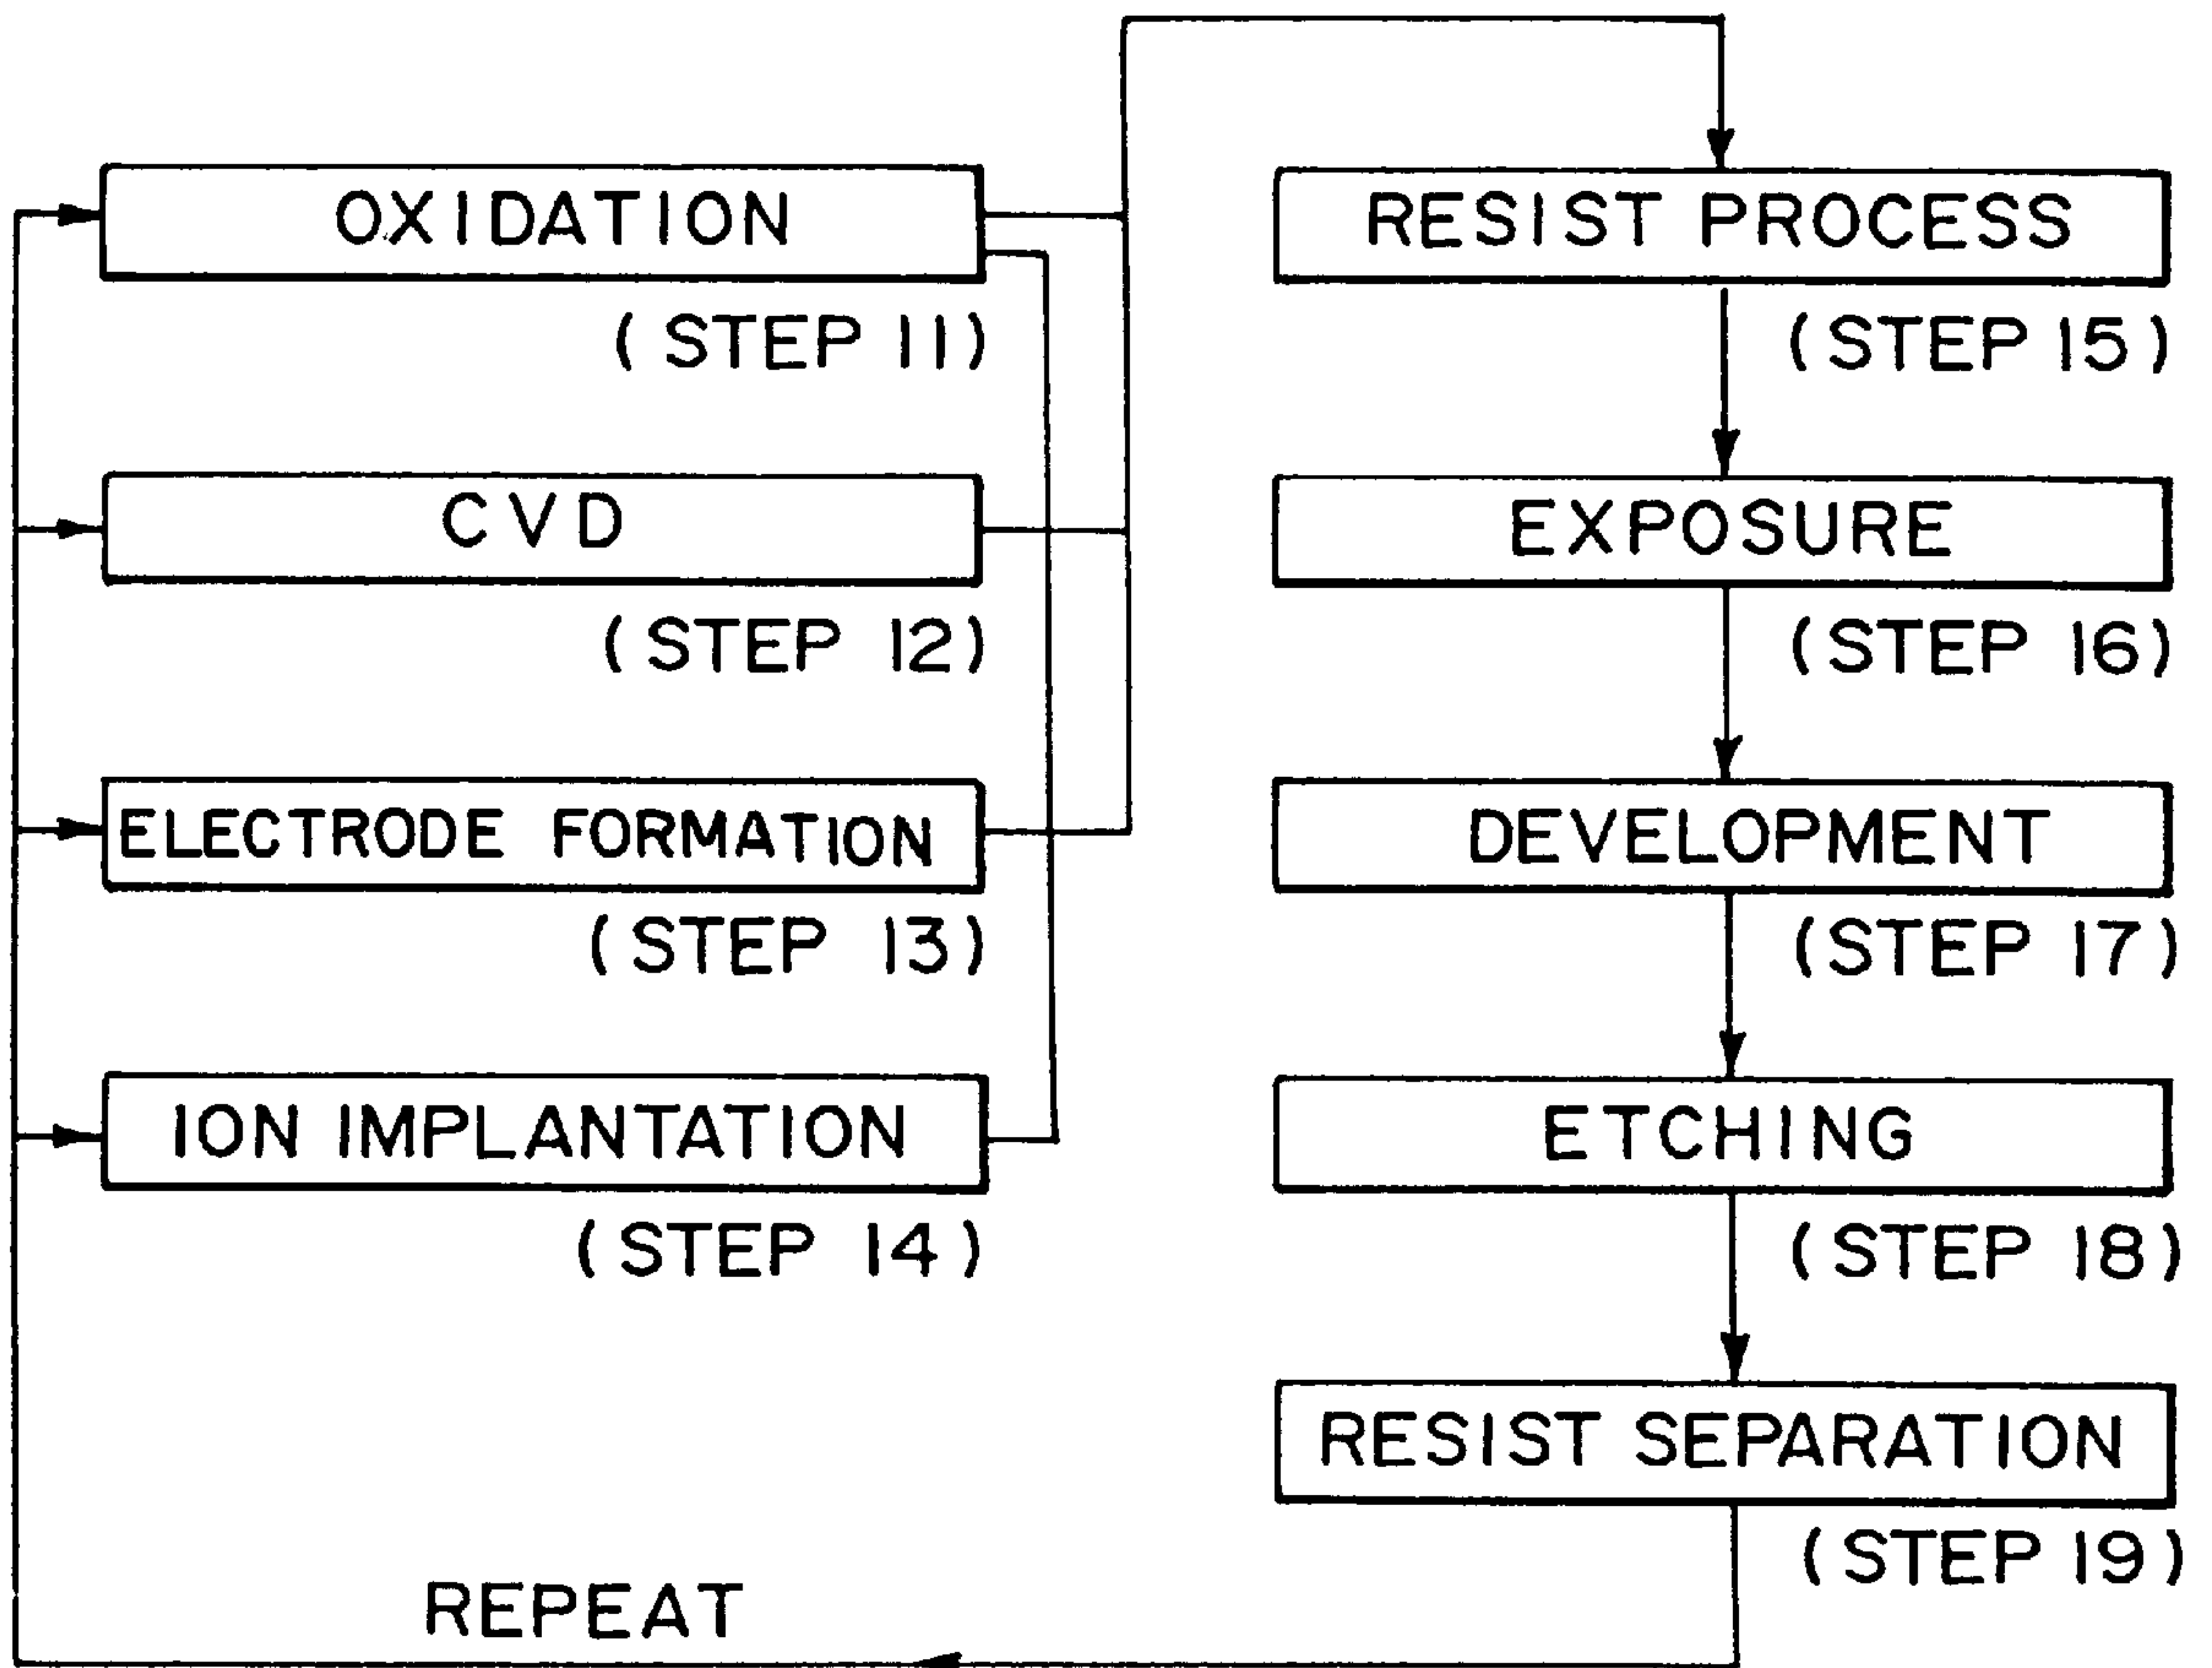 OXIDATION
(STEP 11)
CVD
(STEP 12)
ELECTRODE FORMATION
(STEP 13)
ION IMPLANTATION
(STEP 14)
RESIST PROCESS
(STEP 15)
EXPOSURE
(STEP 16)
DEVELOPMENT
(STEP 17)
ETCHING
(STEP 18)
RESIST SEPARATION
(STEP 19)
REPEAT